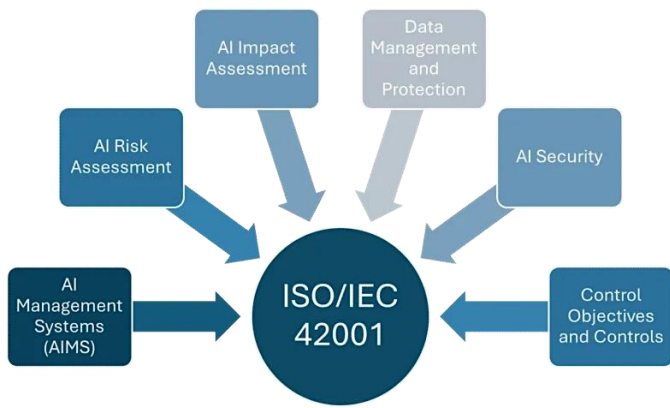 AI Impact
Assessment
Data
Management
and
Protection
AI Risk
Assessment
AI Security
AI
Management
Systems
(AIMS)
ISO/IEC
42001
Control
Objectives
and Controls